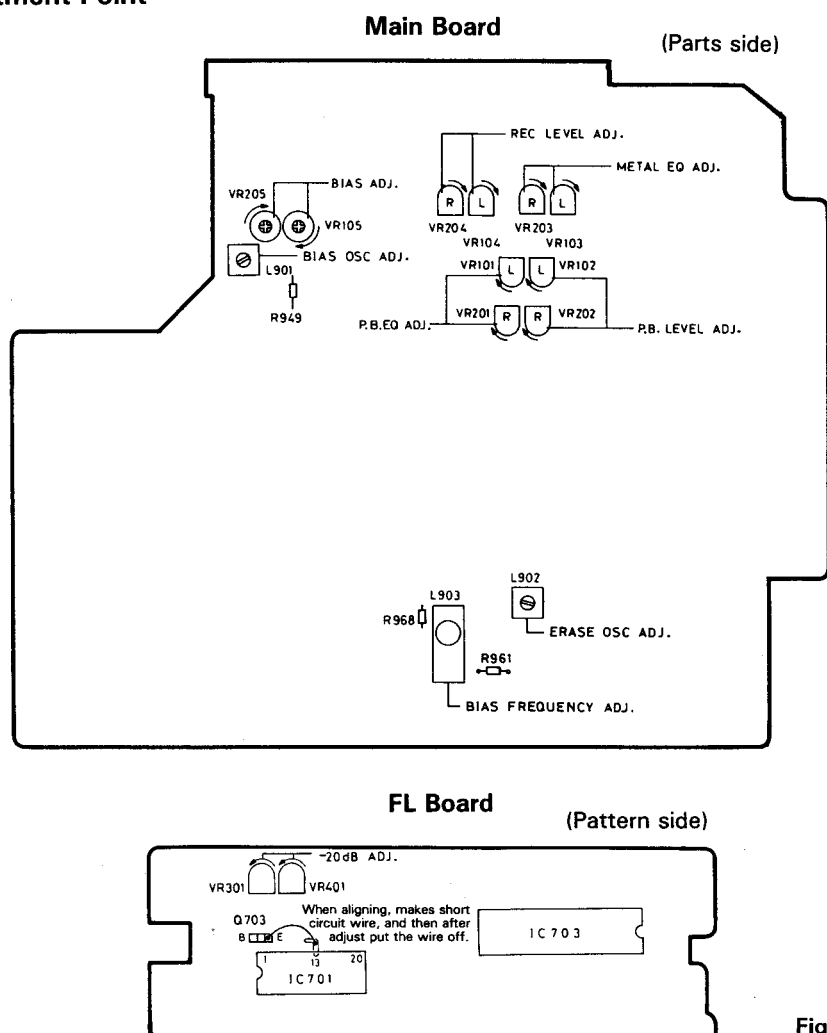 Main Board
(Parts side)
REC LEVEL ADJ.
METAL EQ ADJ.
BIAS ADJ.
VR205
R L R L
VR105
VR204 VR203
VR104 VR103
BIAS OSC ADJ.
L901
VR101 L L VR102
R949
P.B.EQ ADJ.
VR201 R R VR202
P.B. LEVEL ADJ.
L902
L903
R968
ERASE OSC ADJ.
R961
BIAS FREQUENCY ADJ.
FL Board
(Pattern side)
-20dB ADJ.
VR301 VR401
When aligning, makes short
circuit wire, and then after
adjust put the wire off.
Q703
B E
IC703
1 13 20
IC701